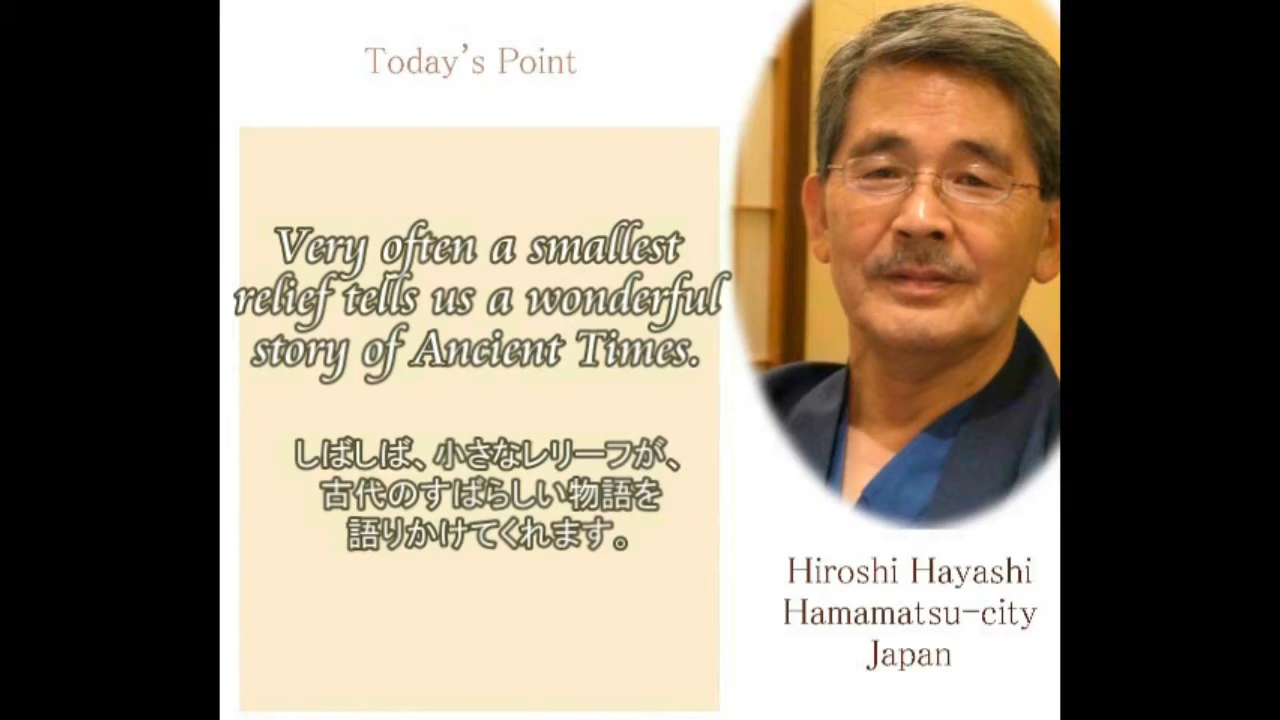 Today's Point
Very often a smallest
relief tells us a wonderful
story of Ancient Times.
しばしば、小さなレリーフが、
古代のすばらしい物語を
語りかけてくれます。
Hiroshi Hayashi
Hamamatsu-city
Japan